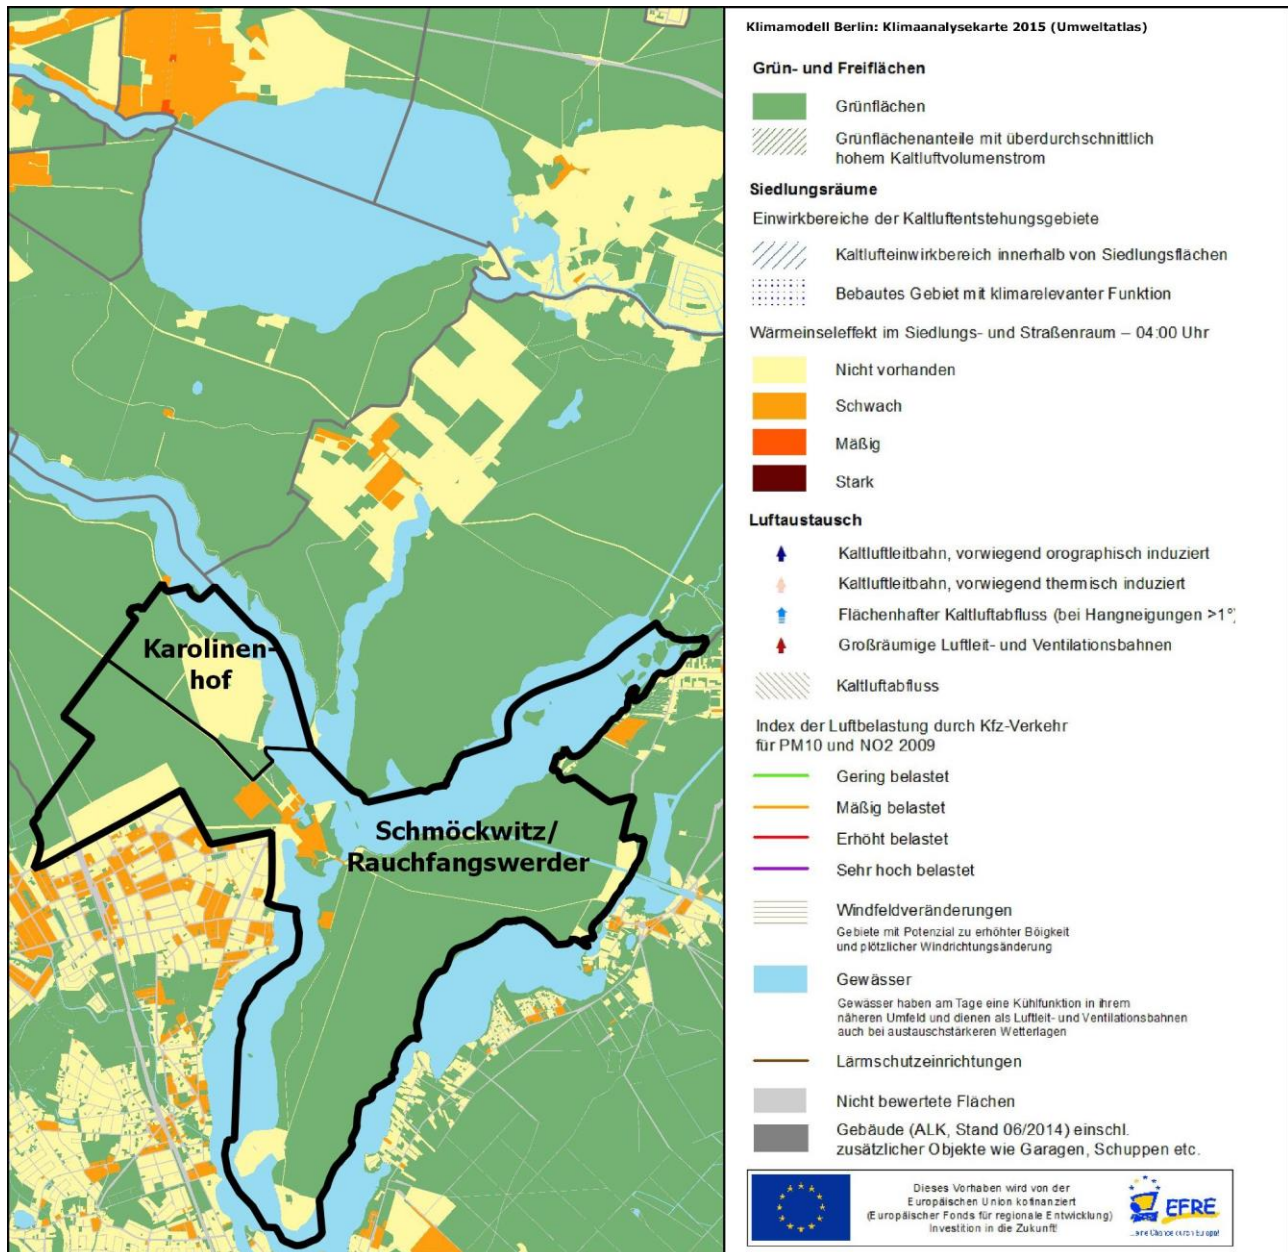 Karolinen-
hof
Schmöckwitz/
Rauchfangswerder
Klimamodell Berlin: Klimaanalysekarte 2015 (Umweltatlas)
Grün- und Freiflächen
Grünflächen
Grünflächenanteile mit überdurchschnittlich
hohem Kaltluftvolumenstrom
Siedlungsräume
Einwirkbereiche der Kaltluftentstehungsgebiete
Kaltlufteinwirkbereich innerhalb von Siedlungsflächen
Bebautes Gebiet mit klimarelevanter Funktion
Wärmeinseleffekt im Siedlungs- und Straßenraum – 04:00 Uhr
Nicht vorhanden
Schwach
Mäßig
Stark
Luftaustausch
Kaltluftleitbahn, vorwiegend orographisch induziert
Kaltluftleitbahn, vorwiegend thermisch induziert
Flächenhafter Kaltluftabfluss (bei Hangneigungen >1°)
Großräumige Luftleit- und Ventilationsbahnen
Kaltluftabfluss
Index der Luftbelastung durch Kfz-Verkehr
für PM10 und NO2 2009
Gering belastet
Mäßig belastet
Erhöht belastet
Sehr hoch belastet
Windfeldveränderungen
Gebiete mit Potenzial zu erhöhter Böigkeit
und plötzlicher Windrichtungsänderung
Gewässer
Gewässer haben am Tage eine Kühlfunktion in ihrem
näheren Umfeld und dienen als Luftleit- und Ventilationsbahnen
auch bei austauschstärkeren Wetterlagen
Lärmschutzeinrichtungen
Nicht bewertete Flächen
Gebäude (ALK, Stand 06/2014) einschl.
zusätzlicher Objekte wie Garagen, Schuppen etc.
Dieses Vorhaben wird von der
Europäischen Union kofinanziert
(Europäischer Fonds für regionale Entwicklung)
Investition in die Zukunft!
EFRE
...eine Chance durch Europa!